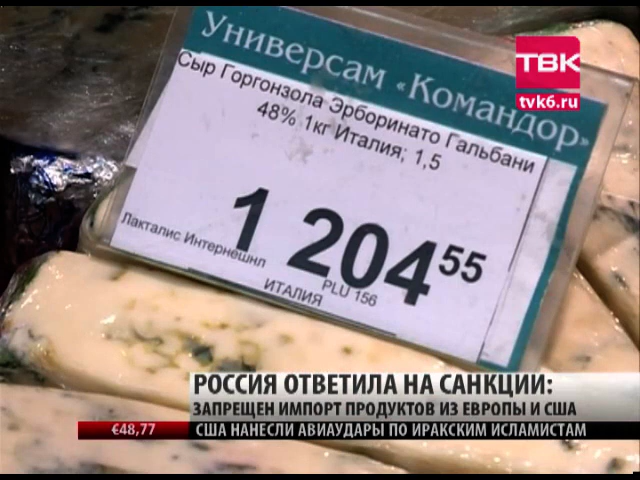 Универсам «Командор»
Сыр Горгонзола Эрборинато Гальбани
48% 1кг Италия; 1,5
1 204 55
Лакталис Интернешнл
PLU 156
ИТАЛИЯ
ТВК
tvk6.ru
РОССИЯ ОТВЕТИЛА НА САНКЦИИ:
ЗАПРЕЩЕН ИМПОРТ ПРОДУКТОВ ИЗ ЕВРОПЫ И США
€48,77 США НАНЕСЛИ АВИАУДАРЫ ПО ИРАКСКИМ ИСЛАМИСТАМ